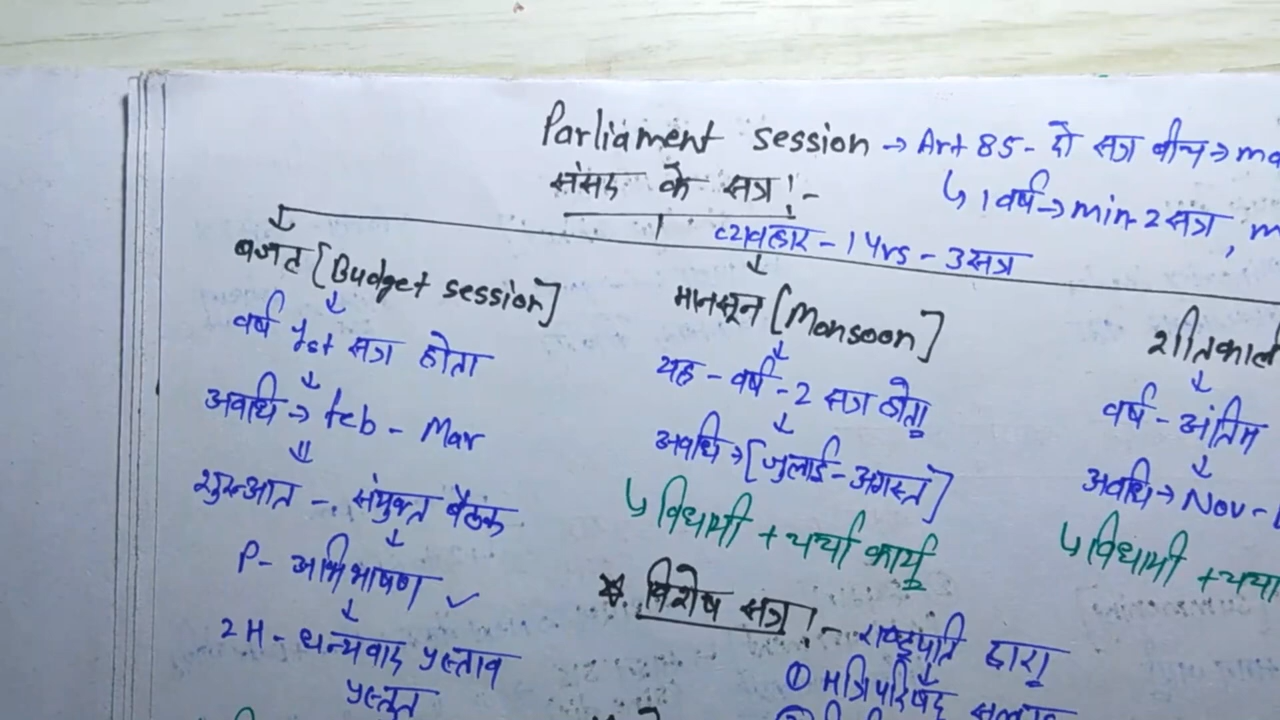 Parliament session → Art 85 - दो सत्र बीच →
संसद के सत्र! -
↳ 1 वर्ष → min 2 सत्र,
व्यवहार - 1 Yrs - 3 सत्र
बजट [Budget session]
वर्ष 1st सत्र होता
अवधि → feb - Mar
शुरुआत - संयुक्त बैठक
P - अभिभाषण ✓
2 H - धन्यवाद प्रस्ताव
प्रस्तुत
मानसून [Monsoon]
यह - वर्ष - 2 सत्र होता
अवधि → [जुलाई - अगस्त]
↳ विधायी + चर्चा कार्य
* विशेष सत्र! - राष्ट्रपति द्वारा
① मंत्रिपरिषद्
शीतकाल
वर्ष - अंतिम
अवधि → Nov -
↳ विधायी + चर्चा